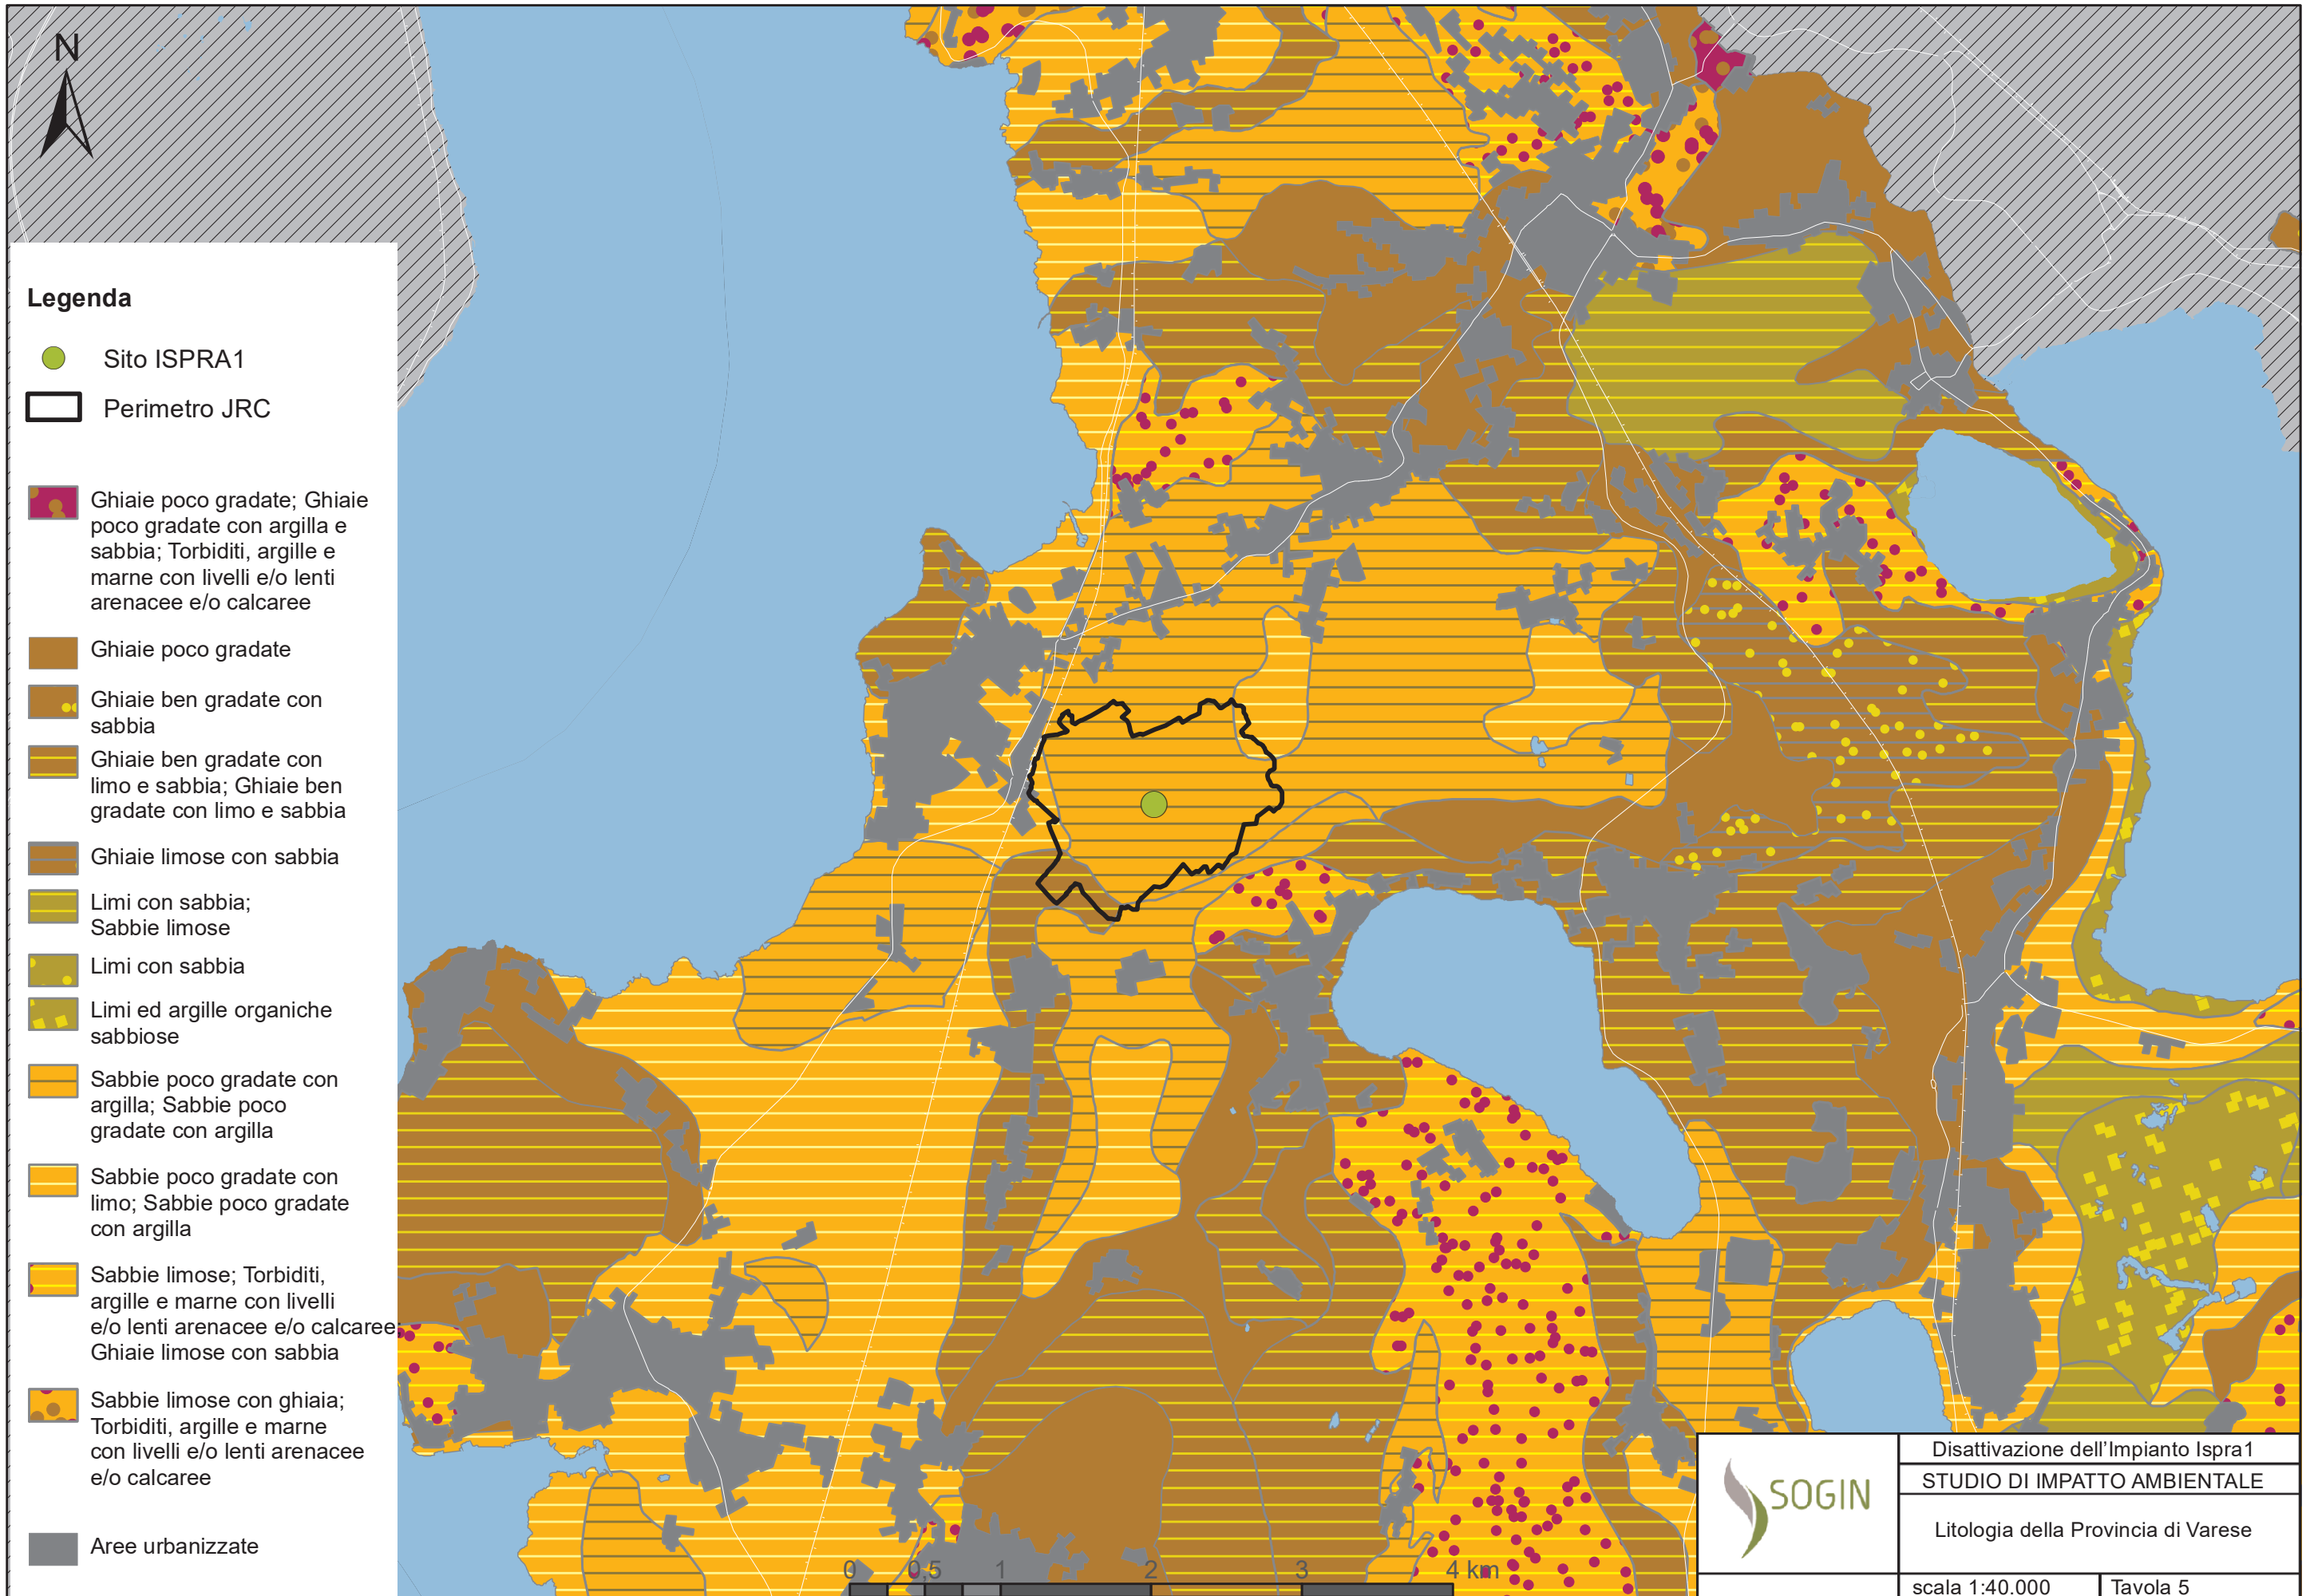 N
Legenda
Sito ISPRA1
Perimetro JRC
Ghiaie poco gradate; Ghiaie
poco gradate con argilla e
sabbia; Torbiditi, argille e
marne con livelli e/o lenti
arenacee e/o calcaree
Ghiaie poco gradate
Ghiaie ben gradate con
sabbia
Ghiaie ben gradate con
limo e sabbia; Ghiaie ben
gradate con limo e sabbia
Ghiaie limose con sabbia
Limi con sabbia;
Sabbie limose
Limi con sabbia
Limi ed argille organiche
sabbiose
Sabbie poco gradate con
argilla; Sabbie poco
gradate con argilla
Sabbie poco gradate con
limo; Sabbie poco gradate
con argilla
Sabbie limose; Torbiditi,
argille e marne con livelli
e/o lenti arenacee e/o calcaree
Ghiaie limose con sabbia
Sabbie limose con ghiaia;
Torbiditi, argille e marne
con livelli e/o lenti arenacee
e/o calcaree
Aree urbanizzate
0 0,5 1 2 3 4 km
SOGIN
Disattivazione dell'Impianto Ispra1
STUDIO DI IMPATTO AMBIENTALE
Litologia della Provincia di Varese
scala 1:40.000
Tavola 5